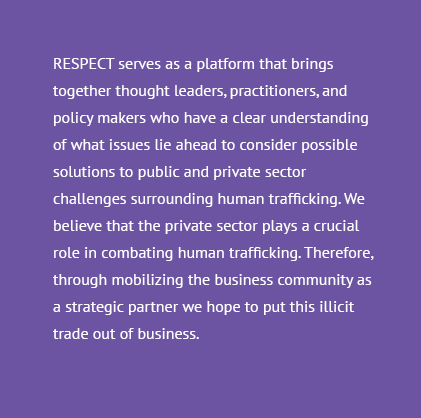 RESPECT serves as a platform that brings
together thought leaders, practitioners, and
policy makers who have a clear understanding
of what issues lie ahead to consider possible
solutions to public and private sector
challenges surrounding human trafficking. We
believe that the private sector plays a crucial
role in combating human trafficking. Therefore,
through mobilizing the business community as
a strategic partner we hope to put this illicit
trade out of business.